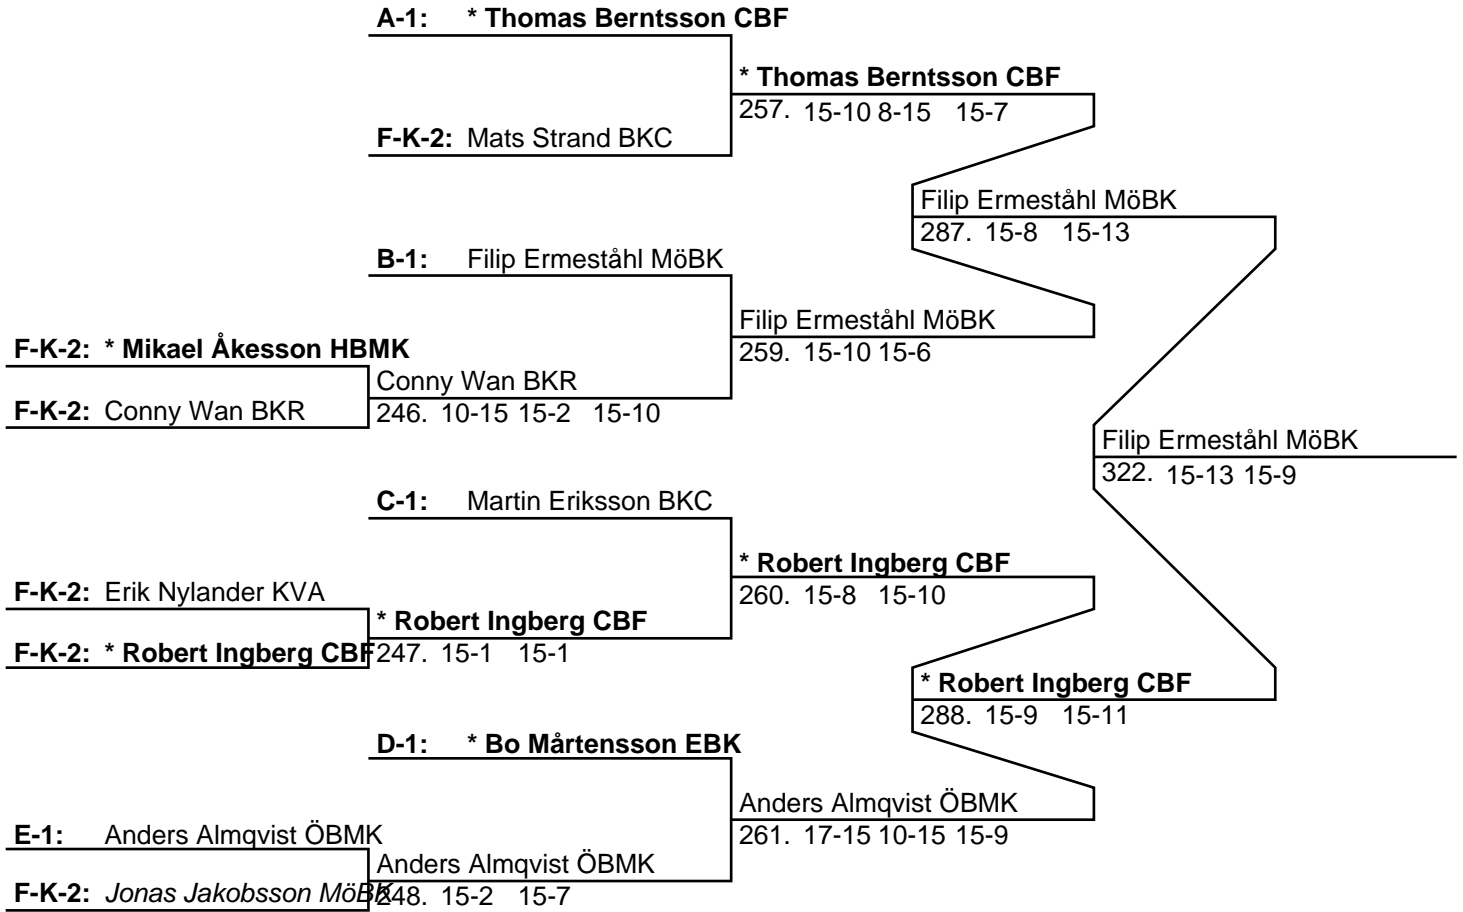 A-1: * Thomas Berntsson CBF
* Thomas Berntsson CBF
257. 15-10 8-15 15-7
F-K-2: Mats Strand BKC
Filip Ermeståhl MöBK
287. 15-8 15-13
B-1: Filip Ermeståhl MöBK
Filip Ermeståhl MöBK
259. 15-10 15-6
F-K-2: * Mikael Åkesson HBMK
Conny Wan BKR
F-K-2: Conny Wan BKR
246. 10-15 15-2 15-10
Filip Ermeståhl MöBK
322. 15-13 15-9
C-1: Martin Eriksson BKC
* Robert Ingberg CBF
260. 15-8 15-10
F-K-2: Erik Nylander KVA
* Robert Ingberg CBF
F-K-2: * Robert Ingberg CBF
247. 15-1 15-1
* Robert Ingberg CBF
288. 15-9 15-11
D-1: * Bo Mårtensson EBK
Anders Almqvist ÖBMK
261. 17-15 10-15 15-9
E-1: Anders Almqvist ÖBMK
Anders Almqvist ÖBMK
F-K-2: Jonas Jakobsson MöBK
248. 15-2 15-7